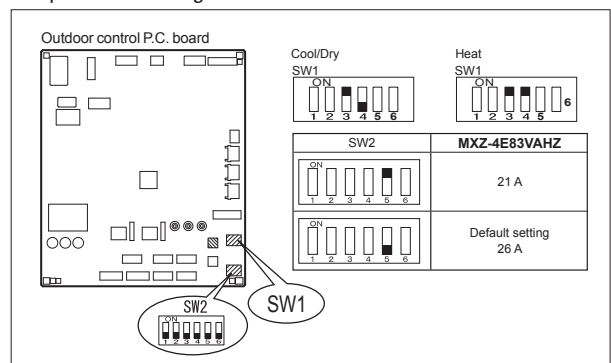 Outdoor control P.C. board
Cool/Dry
SW1
ON
1 2 3 4 5 6
Heat
SW1
ON
1 2 3 4 5 6
SW2 MXZ-4E83VAHZ
ON
1 2 3 4 5 6
21 A
ON
1 2 3 4 5 6
Default setting
26 A
SW2
ON
1 2 3 4 5 6
SW1